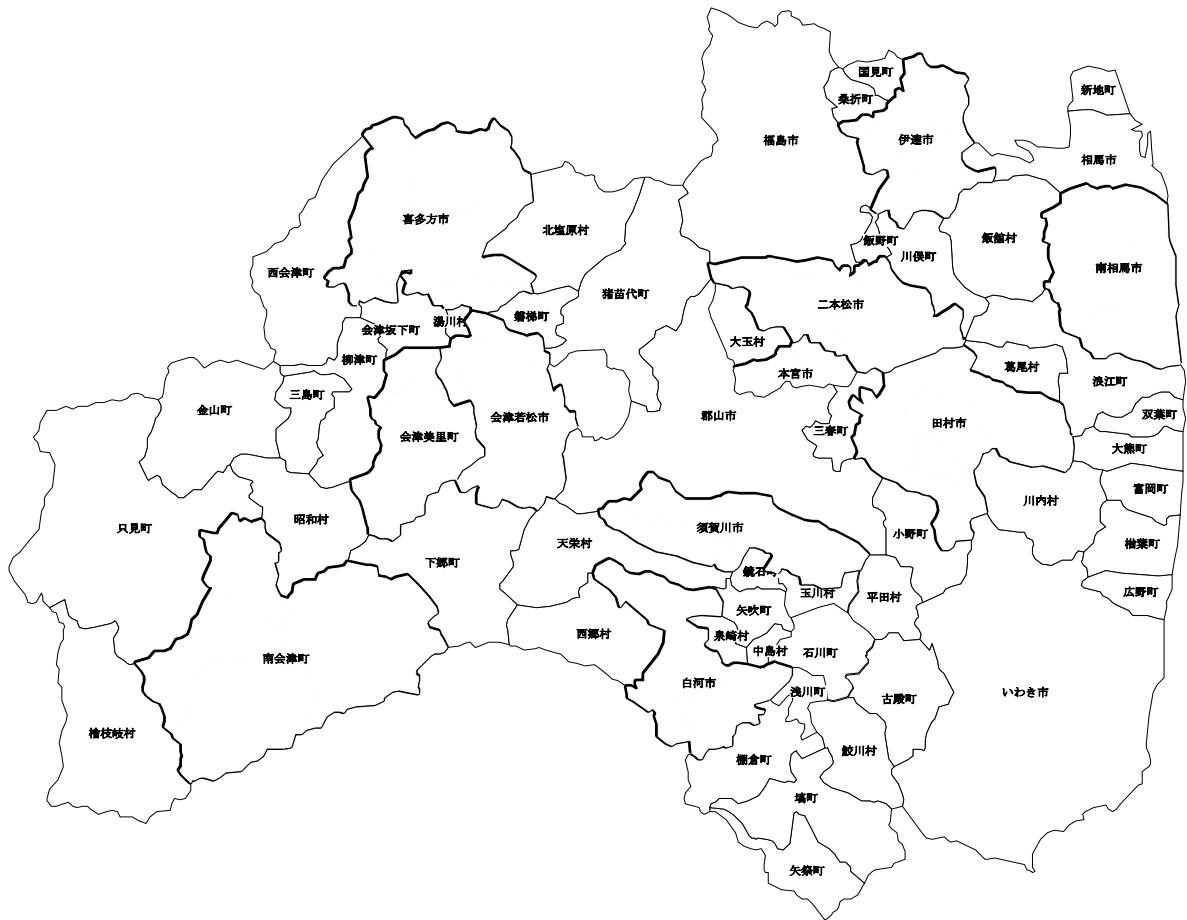 国見町
新地町
桑折町
福島市
伊達市
相馬市
喜多方市
北塩原村
飯野町
飯舘村
川俣町
南相馬市
西会津町
猪苗代町
二本松市
磐梯町
湯川村
会津坂下町
大玉村
柳津町
葛尾村
本宮市
浪江町
三島町
金山町
双葉町
会津若松市
郡山市
田村市
三春町
会津美里町
大熊町
富岡町
川内村
昭和村
只見町
須賀川市
小野町
天栄村
楢葉町
下郷町
鏡石町
広野町
玉川村
平田村
矢吹町
西郷村
泉崎村
中島村
石川町
南会津町
白河市
浅川町
いわき市
古殿町
檜枝岐村
鮫川村
棚倉町
塙町
矢祭町